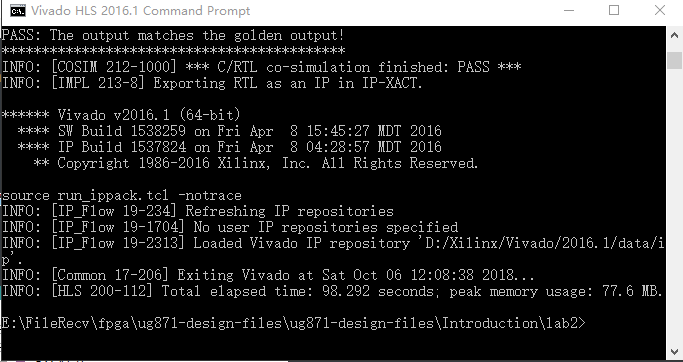 Vivado HLS 2016.1 Command Prompt
PASS: The output matches the golden output!
*******************************************
INFO: [COSIM 212-1000] *** C/RTL co-simulation finished: PASS ***
INFO: [IMPL 213-8] Exporting RTL as an IP in IP-XACT.
****** Vivado v2016.1 (64-bit)
**** SW Build 1538259 on Fri Apr  8 15:45:27 MDT 2016
**** IP Build 1537824 on Fri Apr  8 04:28:57 MDT 2016
** Copyright 1986-2016 Xilinx, Inc. All Rights Reserved.
source run_ippack.tcl -notrace
INFO: [IP_Flow 19-234] Refreshing IP repositories
INFO: [IP_Flow 19-1704] No user IP repositories specified
INFO: [IP_Flow 19-2313] Loaded Vivado IP repository 'D:/Xilinx/Vivado/2016.1/data/i
p'.
INFO: [Common 17-206] Exiting Vivado at Sat Oct 06 12:08:38 2018...
INFO: [HLS 200-112] Total elapsed time: 98.292 seconds; peak memory usage: 77.6 MB.
E:\FileRecv\fpga\ug871-design-files\ug871-design-files\Introduction\lab2>